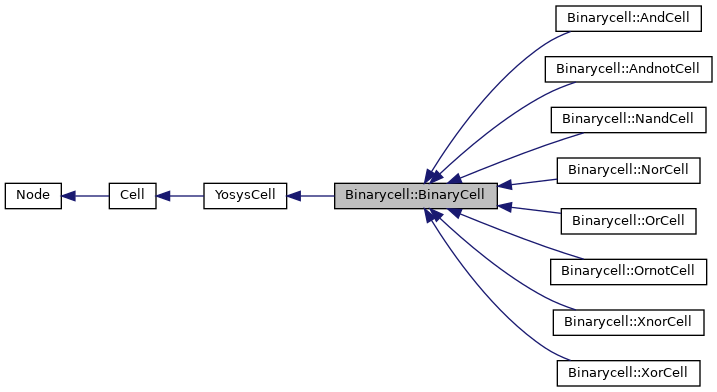 Node
Cell
YosysCell
Binarycell::BinaryCell
Binarycell::AndCell
Binarycell::AndnotCell
Binarycell::NandCell
Binarycell::NorCell
Binarycell::OrCell
Binarycell::OrnotCell
Binarycell::XnorCell
Binarycell::XorCell